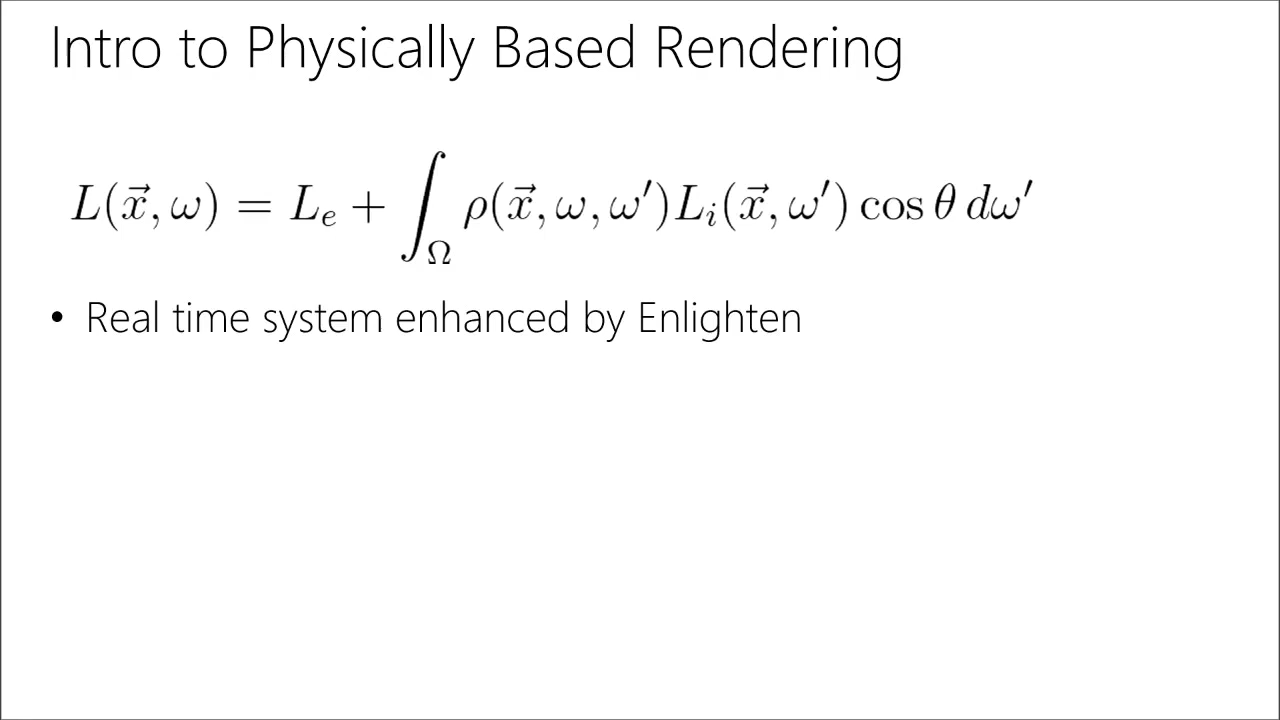 Intro to Physically Based Rendering
L(x⃗, ω) = Lₑ + ∫_Ω ρ(x⃗, ω, ω′)Lᵢ(x⃗, ω′) cos θ dω′
• Real time system enhanced by Enlighten